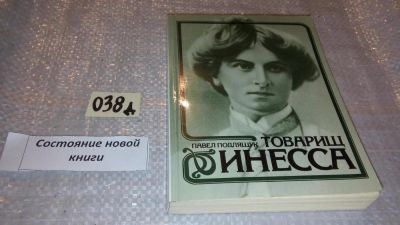 038д
Состояние новой
книги
ПАВЕЛ ПОДЛЯЩУК
ТОВАРИЩ
ИНЕССА